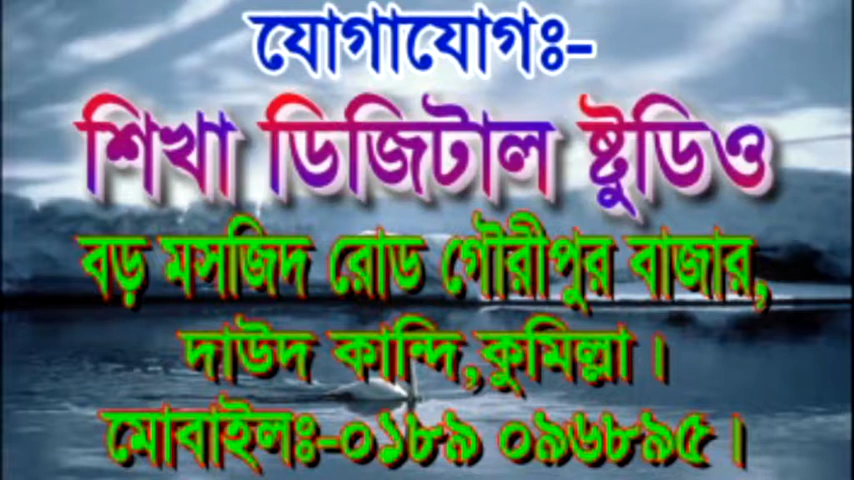 যোগাযোগঃ-
শিখা ডিজিটাল ষ্টুডিও
বড় মসজিদ রোড গৌরীপুর বাজার,
দাউদ কান্দি,কুমিল্লা।
মোবাইলঃ-০১৮৯ ০৯৬৮৯৫।